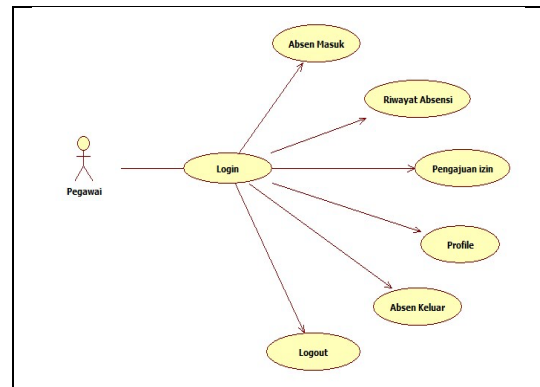 Absen Masuk
Riwayat Absensi
Pegawai
Login
Pengajuan izin
Profile
Absen Keluar
Logout